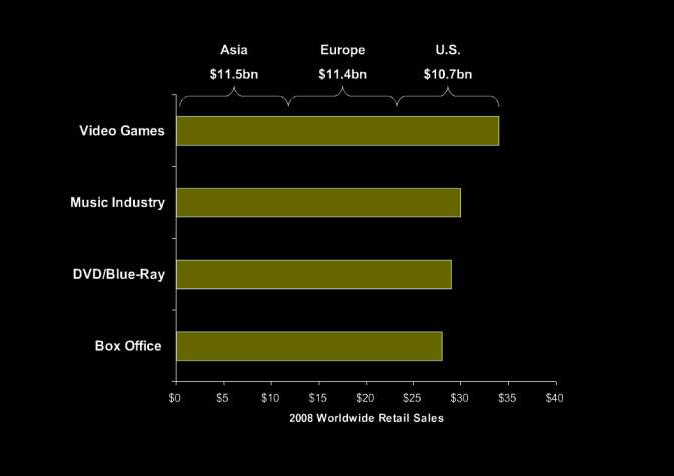 Asia Europe U.S.
$11.5bn $11.4bn $10.7bn
Video Games
Music Industry
DVD/Blue-Ray
Box Office
$0 $5 $10 $15 $20 $25 $30 $35 $40
2008 Worldwide Retail Sales